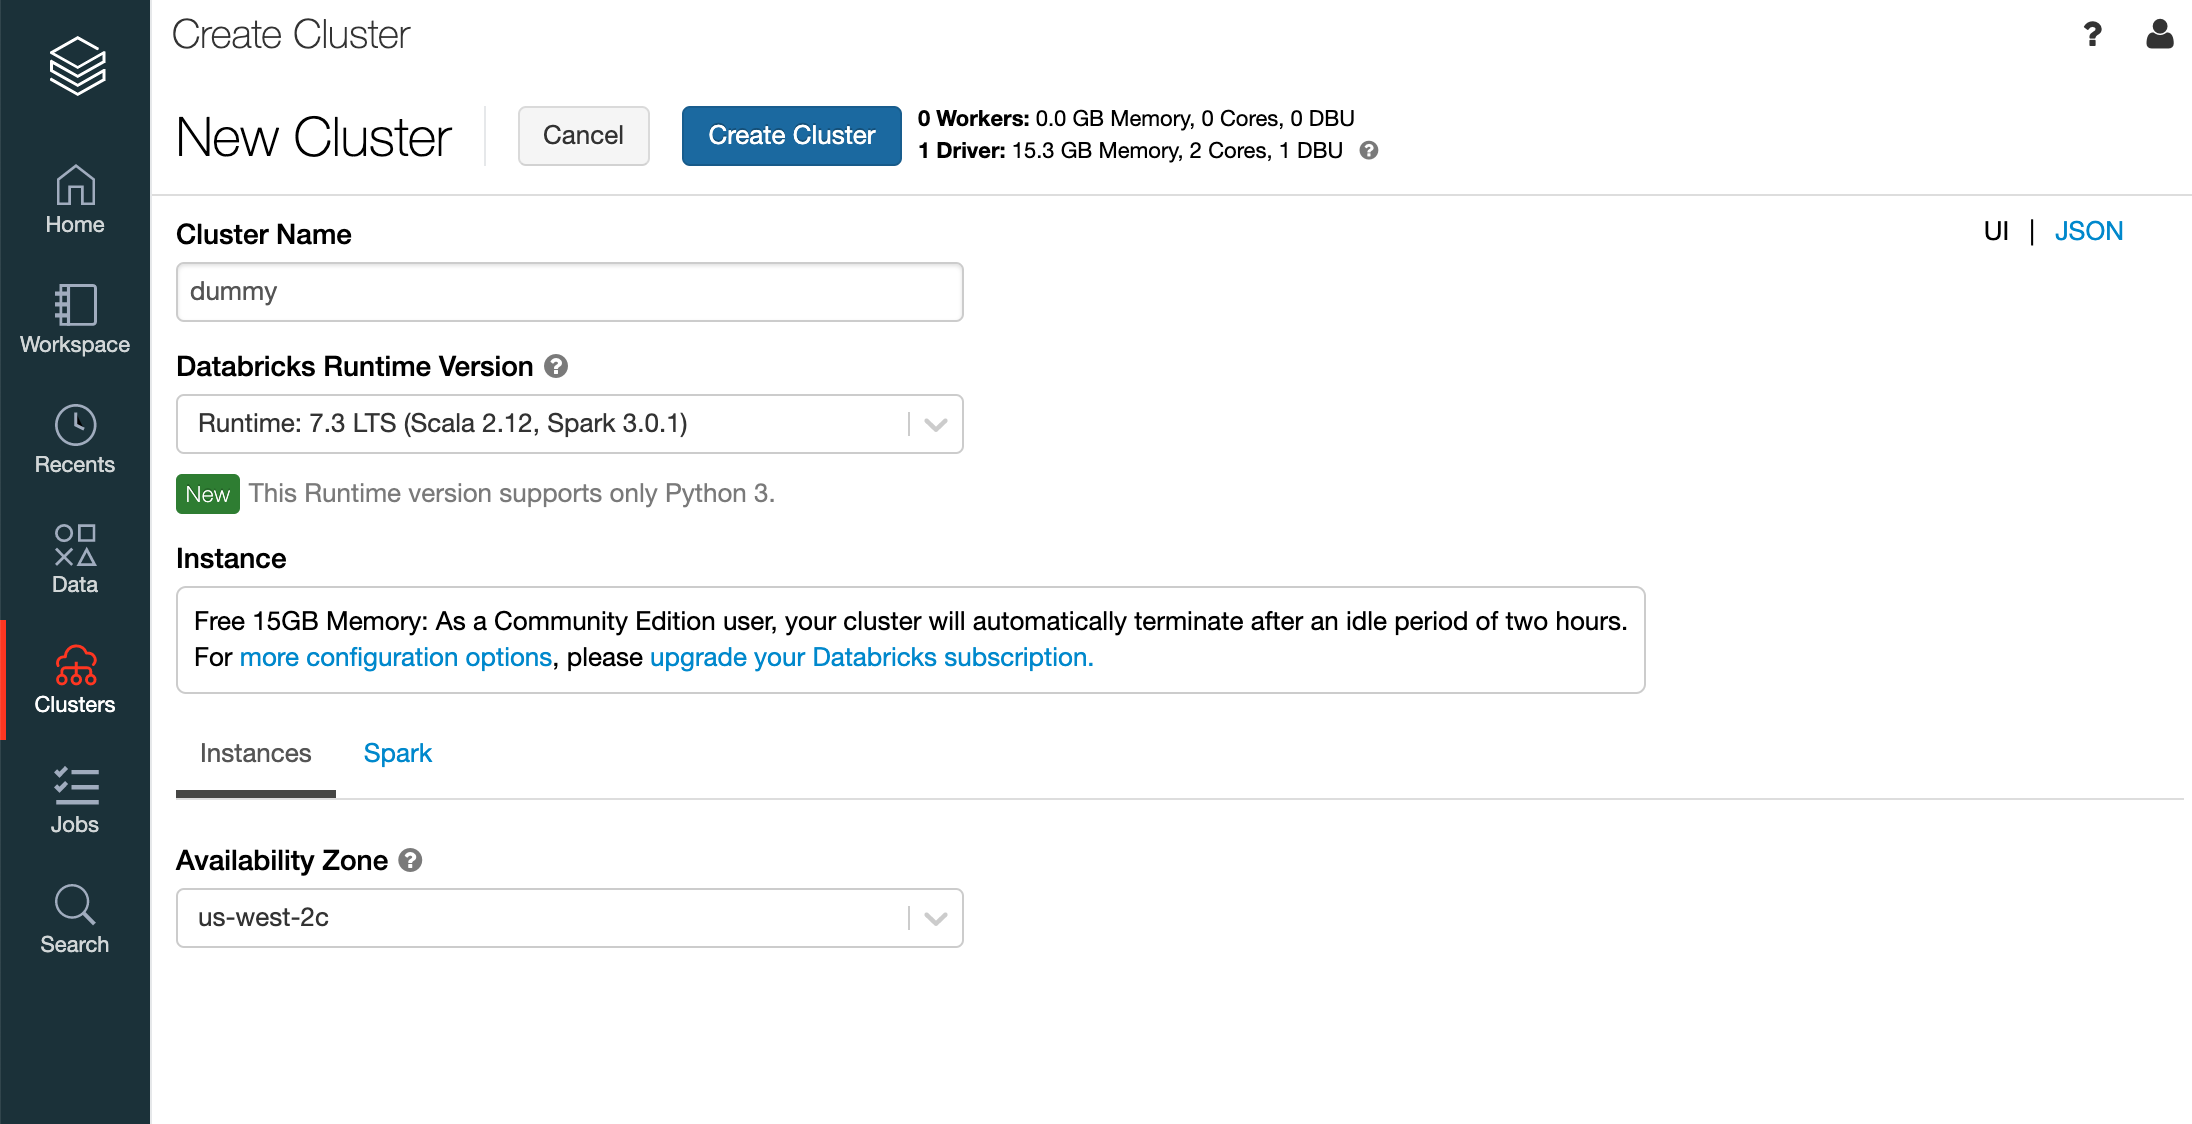 Create Cluster
?
New Cluster
Cancel
Create Cluster
0 Workers: 0.0 GB Memory, 0 Cores, 0 DBU
1 Driver: 15.3 GB Memory, 2 Cores, 1 DBU ?
Home
Workspace
Recents
Data
Clusters
Jobs
Search
Cluster Name
UI | JSON
dummy
Databricks Runtime Version ?
Runtime: 7.3 LTS (Scala 2.12, Spark 3.0.1)
New This Runtime version supports only Python 3.
Instance
Free 15GB Memory: As a Community Edition user, your cluster will automatically terminate after an idle period of two hours.
For more configuration options, please upgrade your Databricks subscription.
Instances
Spark
Availability Zone ?
us-west-2c